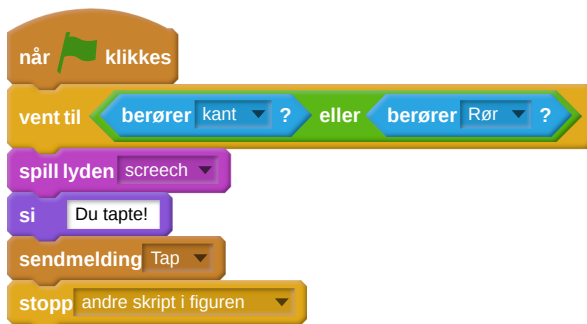 når klikkes
vent til berører kant ? eller berører Rør ?
spill lyden screech
si Du tapte!
sendmelding Tap
stopp andre skript i figuren